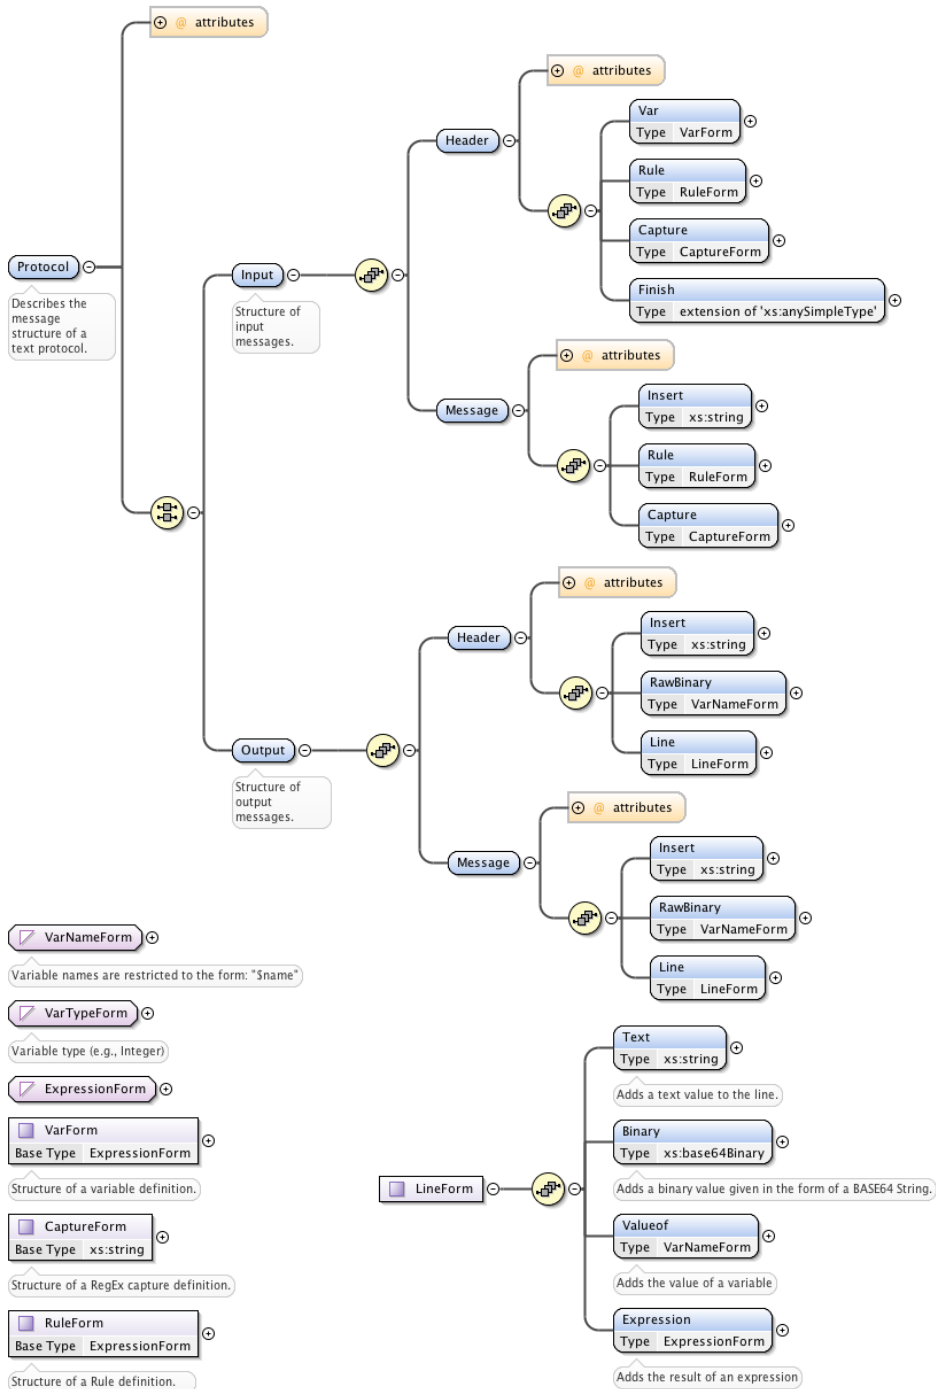 @ attributes
@ attributes
Var
Type VarForm
Header
Rule
Type RuleForm
Capture
Type CaptureForm
Protocol
Input
Finish
Type extension of 'xs:anySimpleType'
Describes the
message
structure of a
text protocol.
Structure of
input
messages.
@ attributes
Message
Insert
Type xs:string
Rule
Type RuleForm
Capture
Type CaptureForm
@ attributes
Header
Insert
Type xs:string
RawBinary
Type VarNameForm
Line
Type LineForm
Output
Structure of
output
messages.
@ attributes
Message
Insert
Type xs:string
RawBinary
Type VarNameForm
Line
Type LineForm
VarNameForm
Variable names are restricted to the form: "$name"
VarTypeForm
Variable type (e.g., Integer)
ExpressionForm
VarForm
Base Type ExpressionForm
Structure of a variable definition.
CaptureForm
Base Type xs:string
Structure of a RegEx capture definition.
RuleForm
Base Type ExpressionForm
Structure of a Rule definition.
LineForm
Text
Type xs:string
Adds a text value to the line.
Binary
Type xs:base64Binary
Adds a binary value given in the form of a BASE64 String.
Valueof
Type VarNameForm
Adds the value of a variable
Expression
Type ExpressionForm
Adds the result of an expression